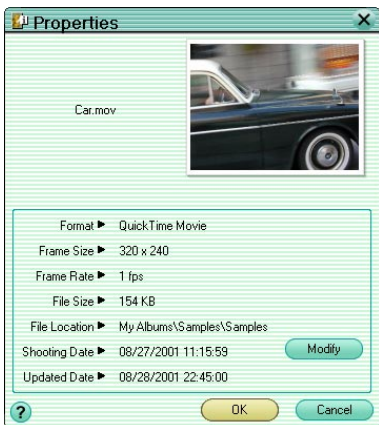 Properties
Car.mov
Format ▶ QuickTime Movie
Frame Size ▶ 320 x 240
Frame Rate ▶ 1 fps
File Size ▶ 154 KB
File Location ▶ My Albums\Samples\Samples
Shooting Date ▶ 08/27/2001 11:15:59
Modify
Updated Date ▶ 08/28/2001 22:45:00
?
OK
Cancel